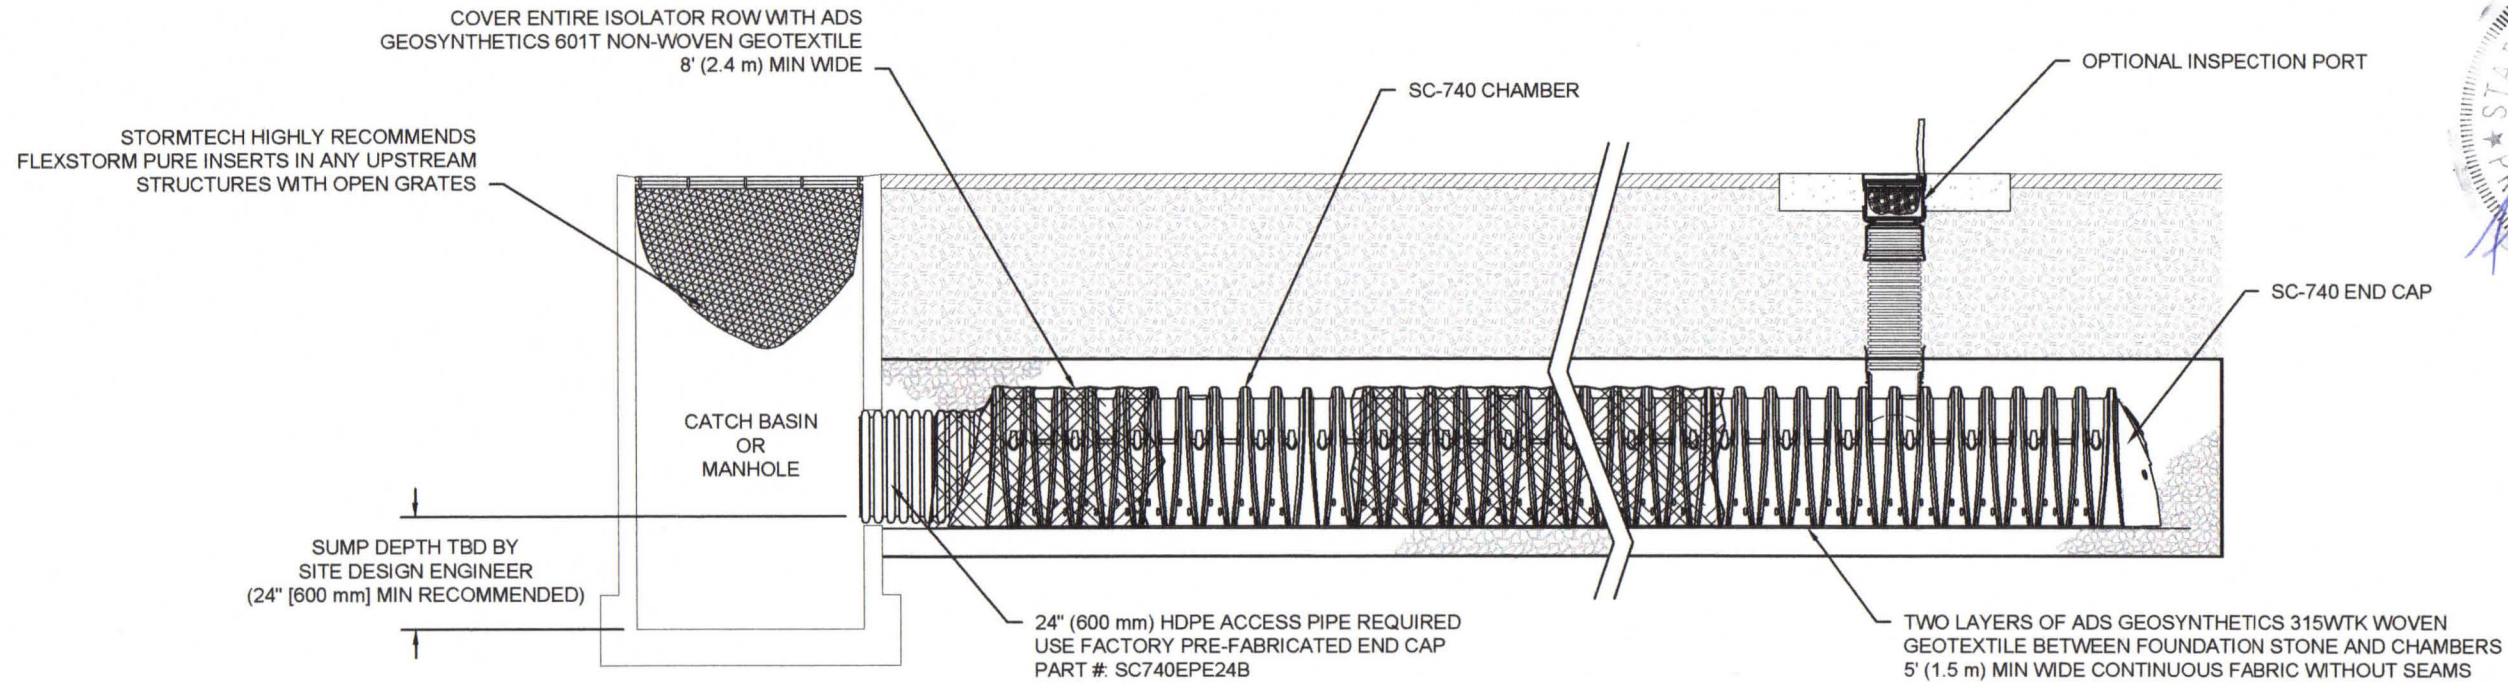 COVER ENTIRE ISOLATOR ROW WITH ADS
GEOSYNTHETICS 601T NON-WOVEN GEOTEXTILE
8' (2.4 m) MIN WIDE
OPTIONAL INSPECTION PORT
SC-740 CHAMBER
STORMTECH HIGHLY RECOMMENDS
FLEXSTORM PURE INSERTS IN ANY UPSTREAM
STRUCTURES WITH OPEN GRATES
SC-740 END CAP
CATCH BASIN
OR
MANHOLE
SUMP DEPTH TBD BY
SITE DESIGN ENGINEER
(24" [600 mm] MIN RECOMMENDED)
24" (600 mm) HDPE ACCESS PIPE REQUIRED
USE FACTORY PRE-FABRICATED END CAP
PART #: SC740EPE24B
TWO LAYERS OF ADS GEOSYNTHETICS 315WTK WOVEN
GEOTEXTILE BETWEEN FOUNDATION STONE AND CHAMBERS
5' (1.5 m) MIN WIDE CONTINUOUS FABRIC WITHOUT SEAMS